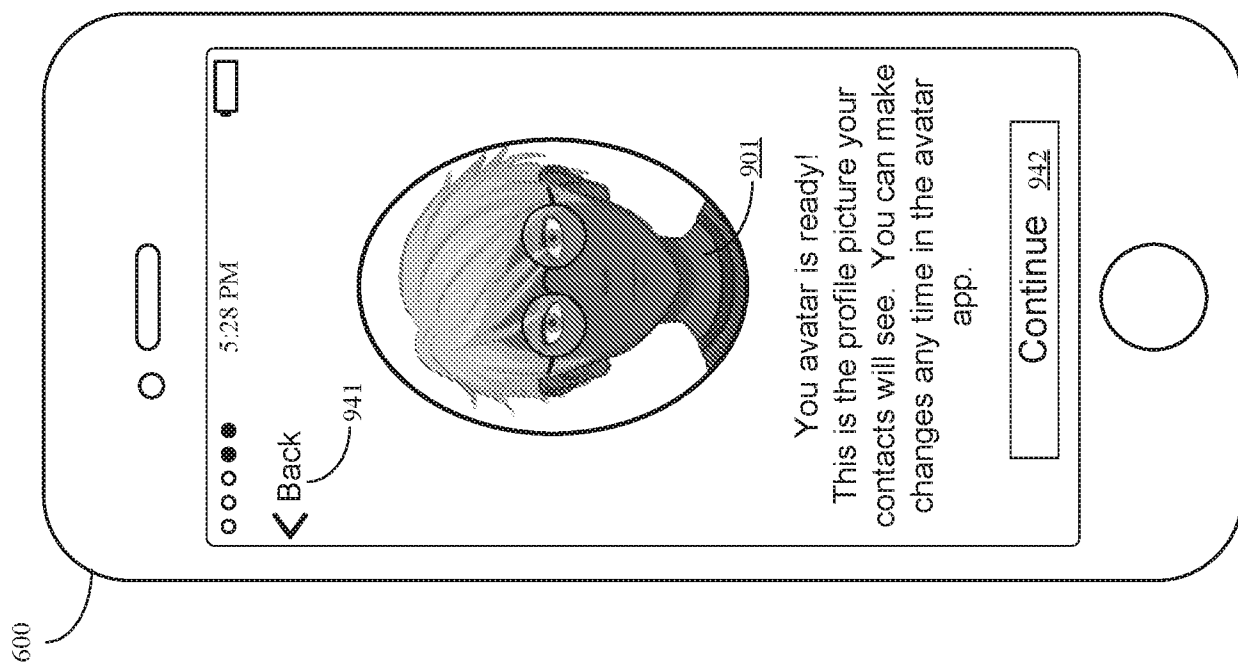 600
5:28 PM
Back
941
901
You avatar is ready!
This is the profile picture your
contacts will see. You can make
changes any time in the avatar
app.
Continue 942